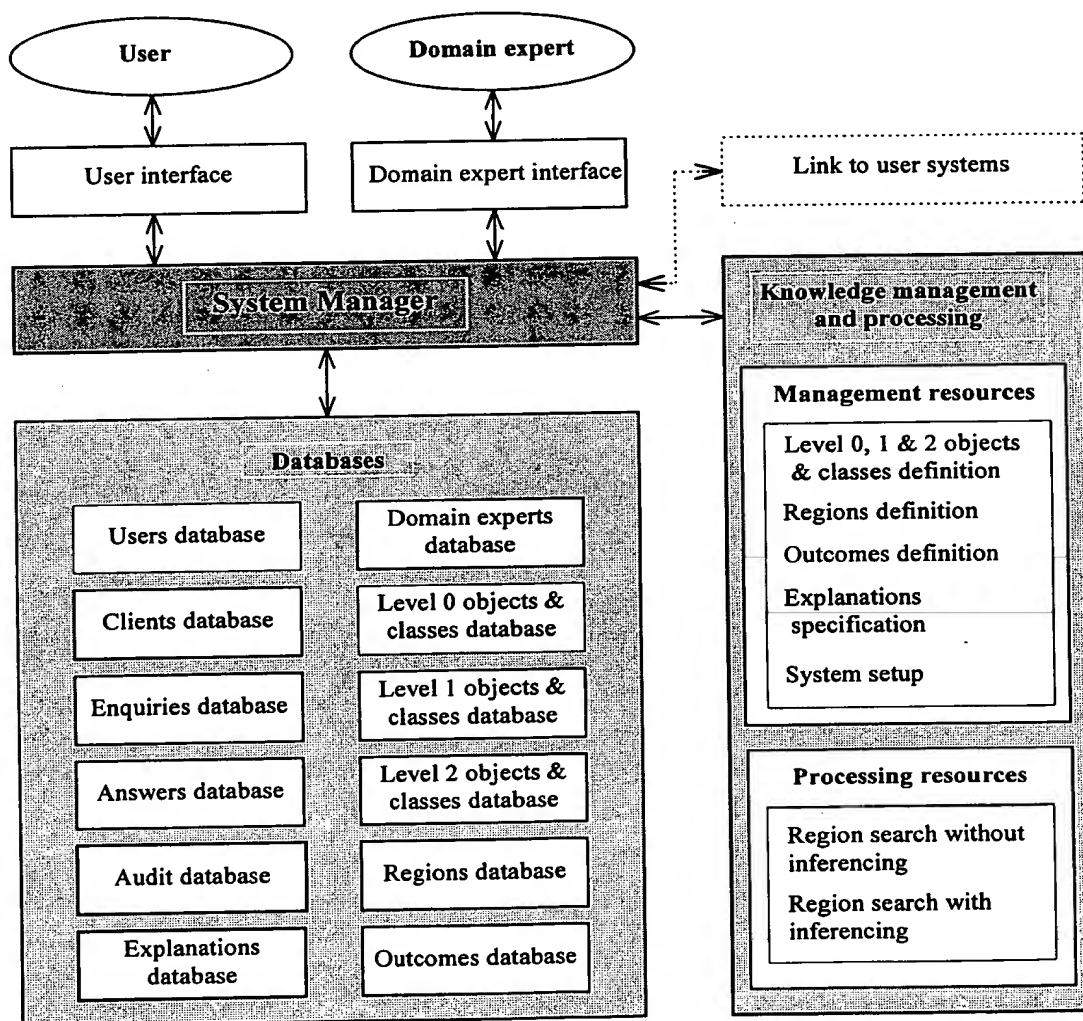 User
Domain expert
User interface
Domain expert interface
Link to user systems
System Manager
Knowledge management
and processing
Management resources
Level 0, 1 & 2 objects
& classes definition
Regions definition
Outcomes definition
Explanations
specification
System setup
Processing resources
Region search without
inferencing
Region search with
inferencing
Databases
Users database
Domain experts
database
Clients database
Level 0 objects &
classes database
Enquiries database
Level 1 objects &
classes database
Answers database
Level 2 objects &
classes database
Audit database
Regions database
Explanations
database
Outcomes database